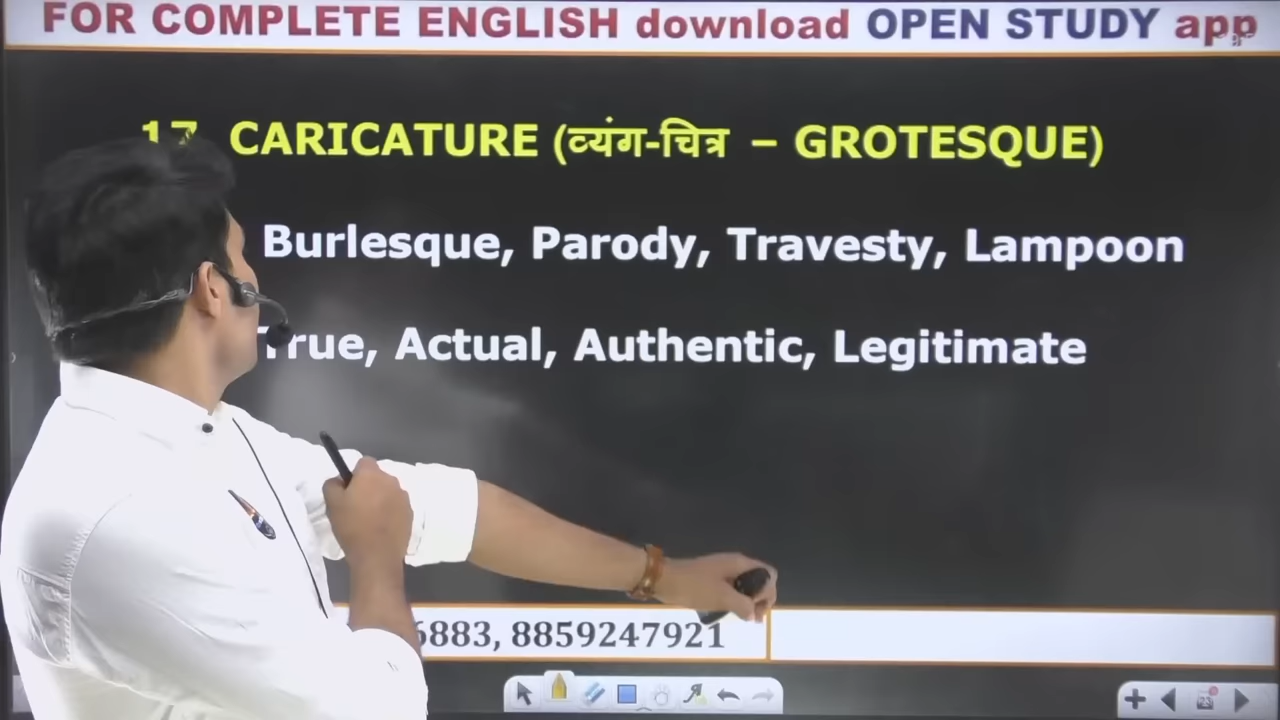 FOR COMPLETE ENGLISH download OPEN STUDY app
17 CARICATURE (व्यंग-चित्र – GROTESQUE)
Burlesque, Parody, Travesty, Lampoon
True, Actual, Authentic, Legitimate
6883, 8859247921